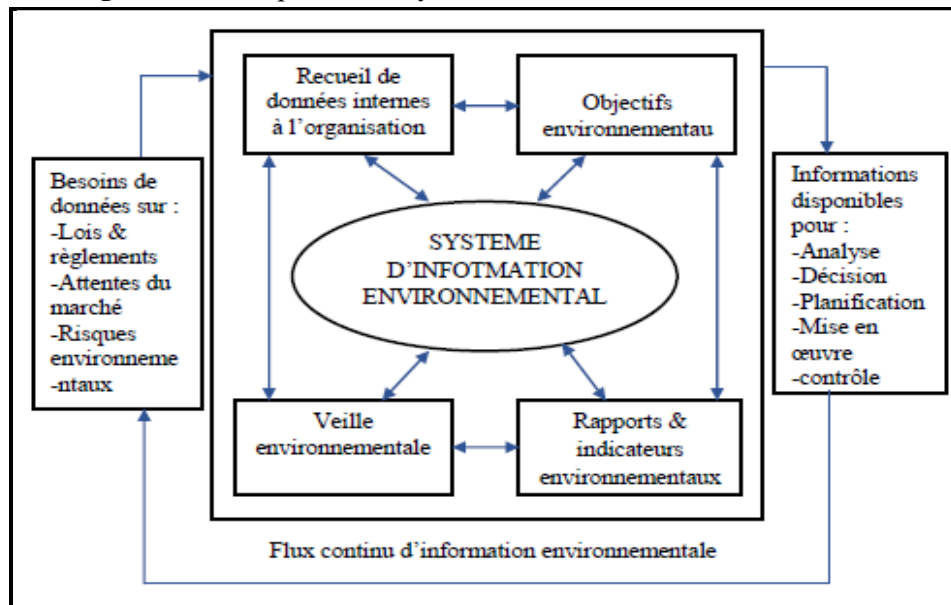 Recueil de
données internes
à l'organisation
Objectifs
environnementau
Besoins de
données sur :
-Lois &
règlements
-Attentes du
marché
-Risques
environneme
-ntaux
SYSTEME
D'INFOTMATION
ENVIRONNEMENTAL
Informations
disponibles
pour :
-Analyse
-Décision
-Planification
-Mise en
œuvre
-contrôle
Veille
environnementale
Rapports &
indicateurs
environnementaux
Flux continu d'information environnementale